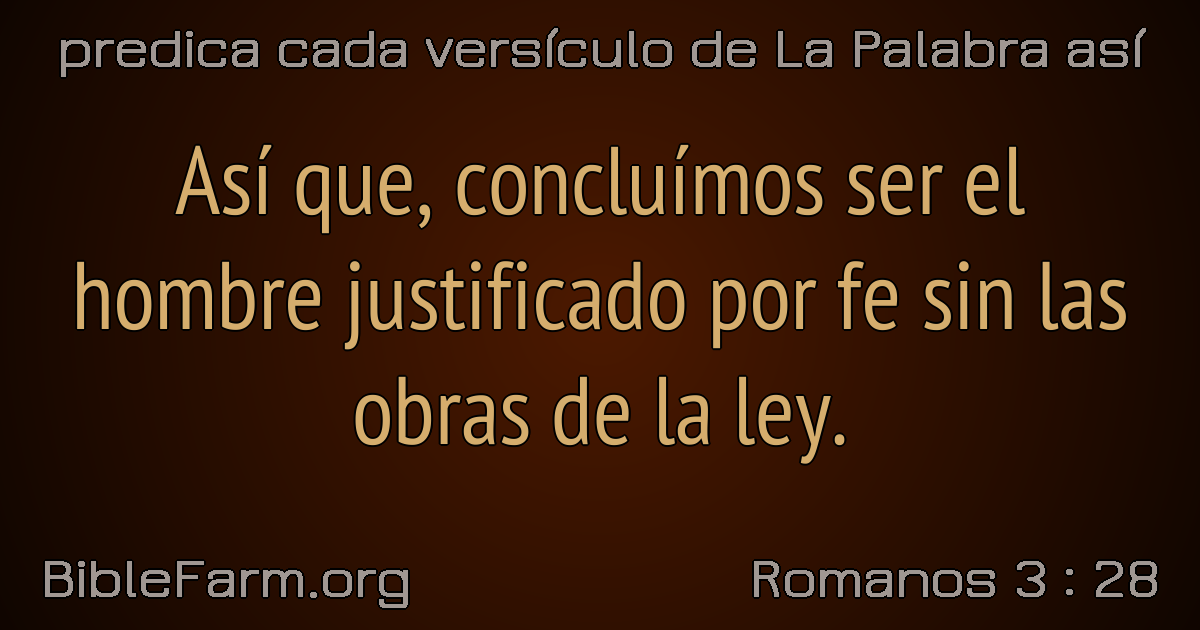 predica cada versículo de La Palabra así
Así que, concluímos ser el
hombre justificado por fe sin las
obras de la ley.
BibleFarm.org
Romanos 3 : 28